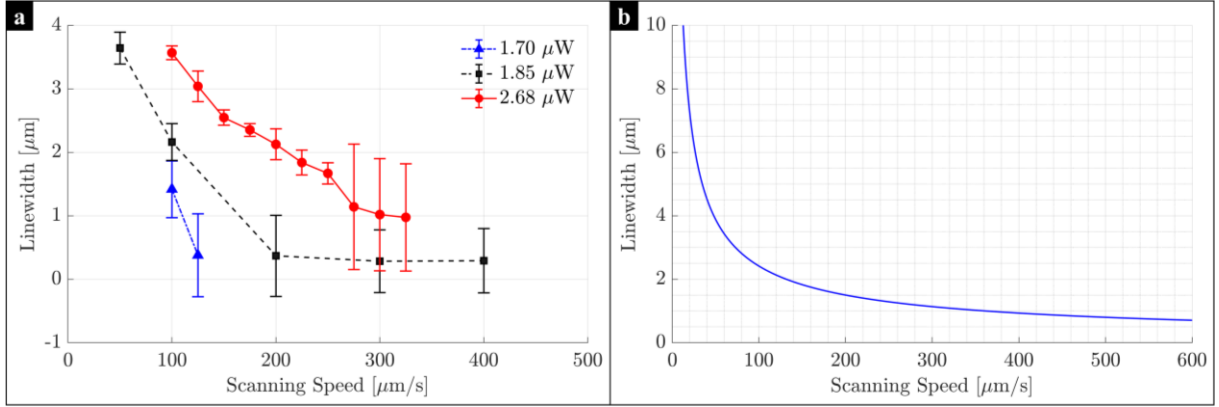 a
4
3
2
1
0
-1
0
100
200
300
400
500
Linewidth [μm]
Scanning Speed [μm/s]
1.70 μW
1.85 μW
2.68 μW
b
10
8
6
4
2
0
0
100
200
300
400
500
600
Linewidth [μm]
Scanning Speed [μm/s]